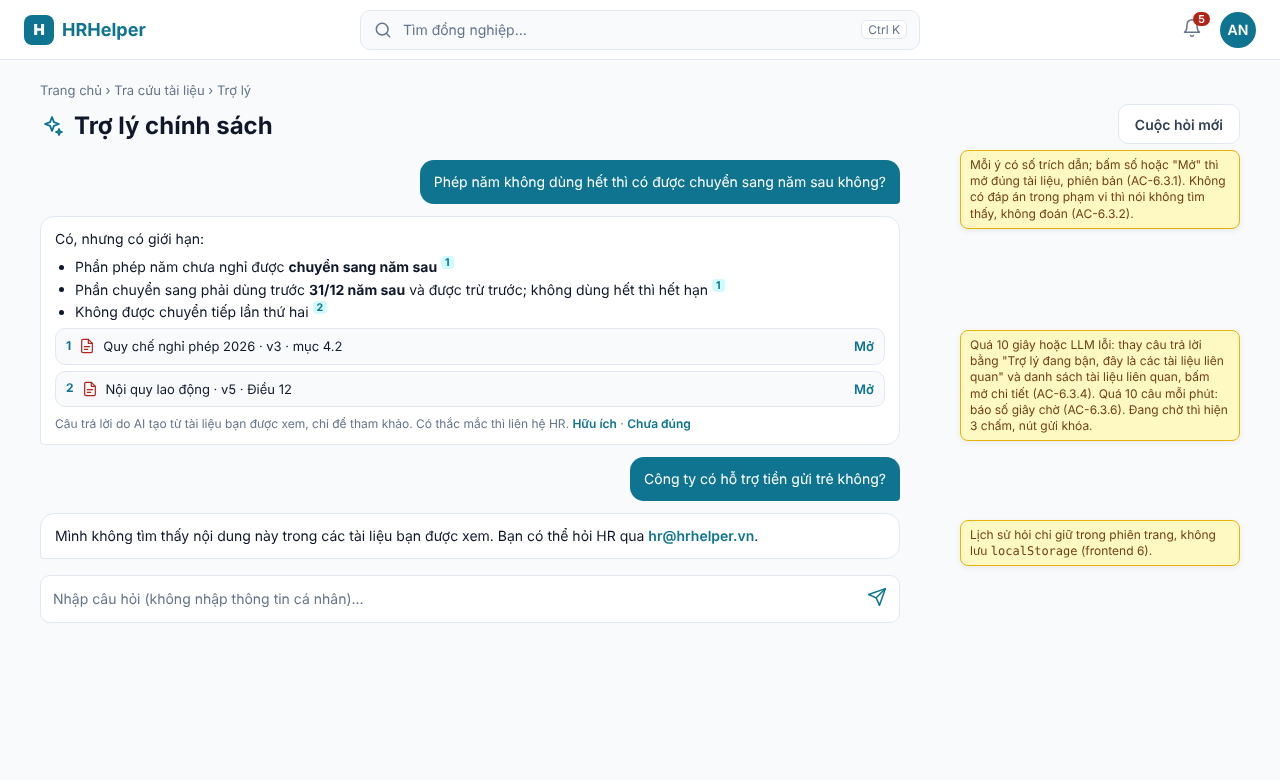 H HRHelper
Tìm đồng nghiệp...
Ctrl K
5
AN
Trang chủ › Tra cứu tài liệu › Trợ lý
Trợ lý chính sách
Cuộc hỏi mới
Phép năm không dùng hết thì có được chuyển sang năm sau không?
Có, nhưng có giới hạn:
• Phần phép năm chưa nghỉ được chuyển sang năm sau 1
• Phần chuyển sang phải dùng trước 31/12 năm sau và được trừ trước; không dùng hết thì hết hạn 1
• Không được chuyển tiếp lần thứ hai 2
1 Quy chế nghỉ phép 2026 · v3 · mục 4.2 Mở
2 Nội quy lao động · v5 · Điều 12 Mở
Câu trả lời do AI tạo từ tài liệu bạn được xem, chỉ để tham khảo. Có thắc mắc thì liên hệ HR. Hữu ích · Chưa đúng
Công ty có hỗ trợ tiền gửi trẻ không?
Mình không tìm thấy nội dung này trong các tài liệu bạn được xem. Bạn có thể hỏi HR qua hr@hrhelper.vn.
Nhập câu hỏi (không nhập thông tin cá nhân)...
Mỗi ý có số trích dẫn; bấm số hoặc "Mở" thì
mở đúng tài liệu, phiên bản (AC-6.3.1). Không
có đáp án trong phạm vi thì nói không tìm
thấy, không đoán (AC-6.3.2).
Quá 10 giây hoặc LLM lỗi: thay câu trả lời
bằng "Trợ lý đang bận, đây là các tài liệu liên
quan" và danh sách tài liệu liên quan, bấm
mở chi tiết (AC-6.3.4). Quá 10 câu mỗi phút:
báo số giây chờ (AC-6.3.6). Đang chờ thì hiện
3 chấm, nút gửi khóa.
Lịch sử hỏi chỉ giữ trong phiên trang, không
lưu localStorage (frontend 6).